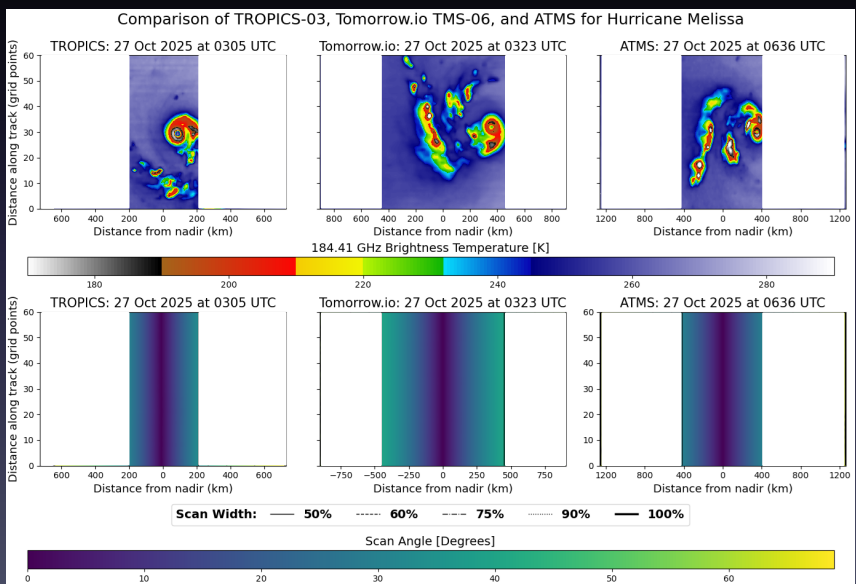 Comparison of TROPICS-03, Tomorrow.io TMS-06, and ATMS for Hurricane Melissa
TROPICS: 27 Oct 2025 at 0305 UTC
Tomorrow.io: 27 Oct 2025 at 0323 UTC
ATMS: 27 Oct 2025 at 0636 UTC
Distance along track (grid points)
60
50
40
30
20
10
0
600 400 200 0 200 400 600
800 600 400 200 0 200 400 600 800
1200 800 400 0 400 800 1200
Distance from nadir (km)
Distance from nadir (km)
Distance from nadir (km)
184.41 GHz Brightness Temperature [K]
180 200 220 240 260 280
TROPICS: 27 Oct 2025 at 0305 UTC
Tomorrow.io: 27 Oct 2025 at 0323 UTC
ATMS: 27 Oct 2025 at 0636 UTC
Distance along track (grid points)
60
50
40
30
20
10
0
60
50
40
30
20
10
0
600 400 200 0 200 400 600
−750 −500 −250 0 250 500 750
1200 800 400 0 400 800 1200
Distance from nadir (km)
Distance from nadir (km)
Distance from nadir (km)
Scan Width: 50% 60% 75% 90% 100%
Scan Angle [Degrees]
0 10 20 30 40 50 60